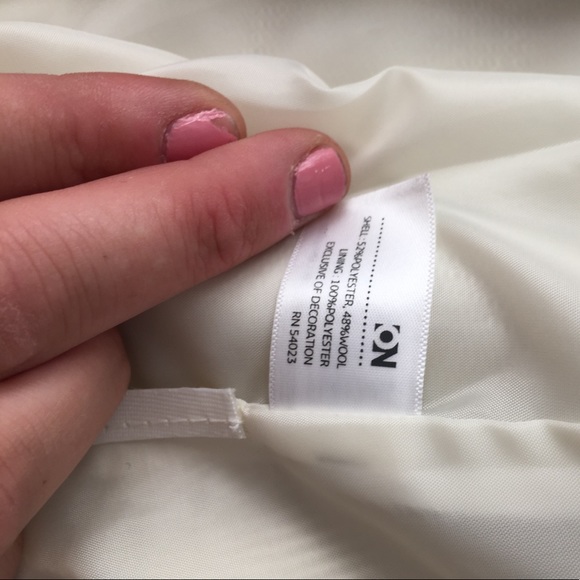 ON
SHELL: 52%POLYESTER, 48%WOOL
LINING: 100%POLYESTER
EXCLUSIVE OF DECORATION
RN 54023